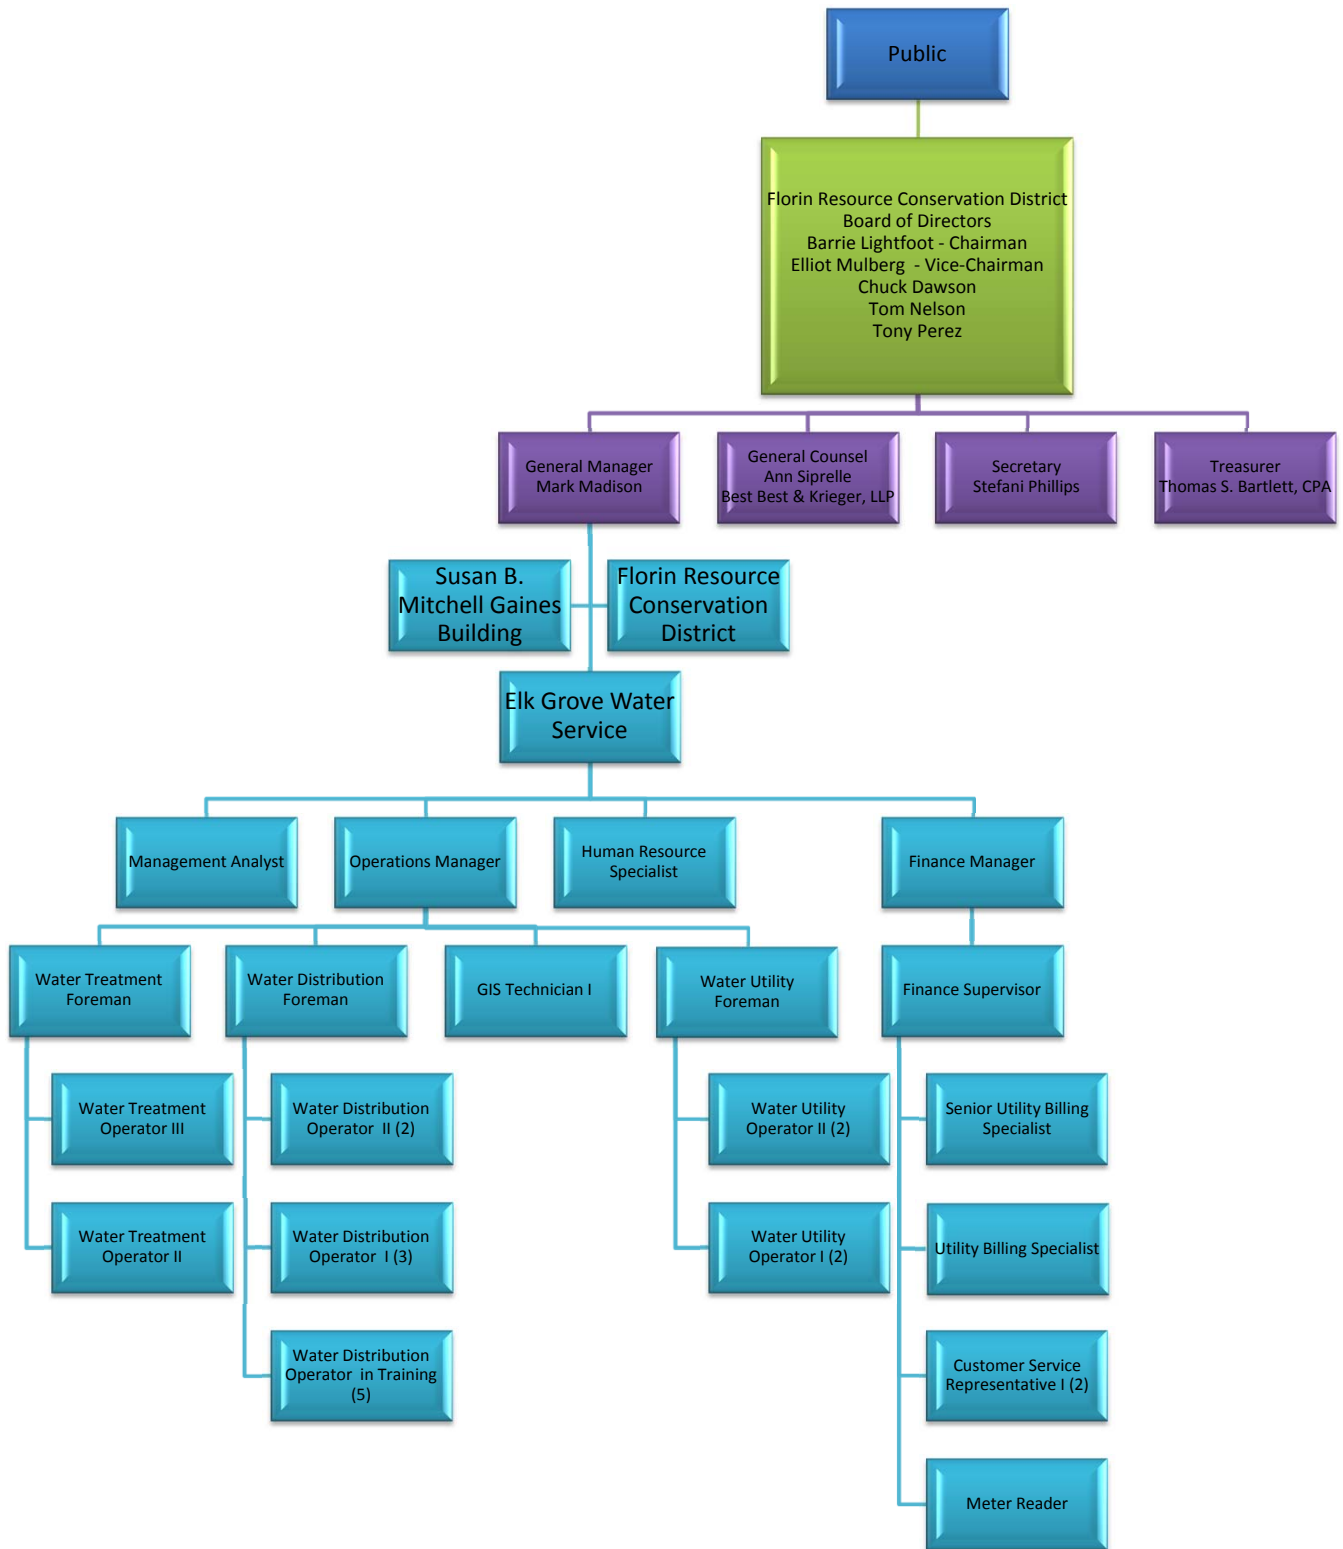 Public
Florin Resource Conservation District
Board of Directors
Barrie Lightfoot - Chairman
Elliot Mulberg  - Vice-Chairman
Chuck Dawson
Tom Nelson
Tony Perez
General Manager
Mark Madison
General Counsel
Ann Siprelle
Best Best & Krieger, LLP
Secretary
Stefani Phillips
Treasurer
Thomas S. Bartlett, CPA
Susan B.
Mitchell Gaines
Building
Florin Resource
Conservation
District
Elk Grove Water
Service
Management Analyst
Operations Manager
Human Resource
Specialist
Finance Manager
Water Treatment
Foreman
Water Distribution
Foreman
GIS Technician I
Water Utility
Foreman
Finance Supervisor
Water Treatment
Operator III
Water Distribution
Operator  II (2)
Water Utility
Operator II (2)
Senior Utility Billing
Specialist
Water Treatment
Operator II
Water Distribution
Operator  I (3)
Water Utility
Operator I (2)
Utility Billing Specialist
Water Distribution
Operator  in Training
(5)
Customer Service
Representative I (2)
Meter Reader